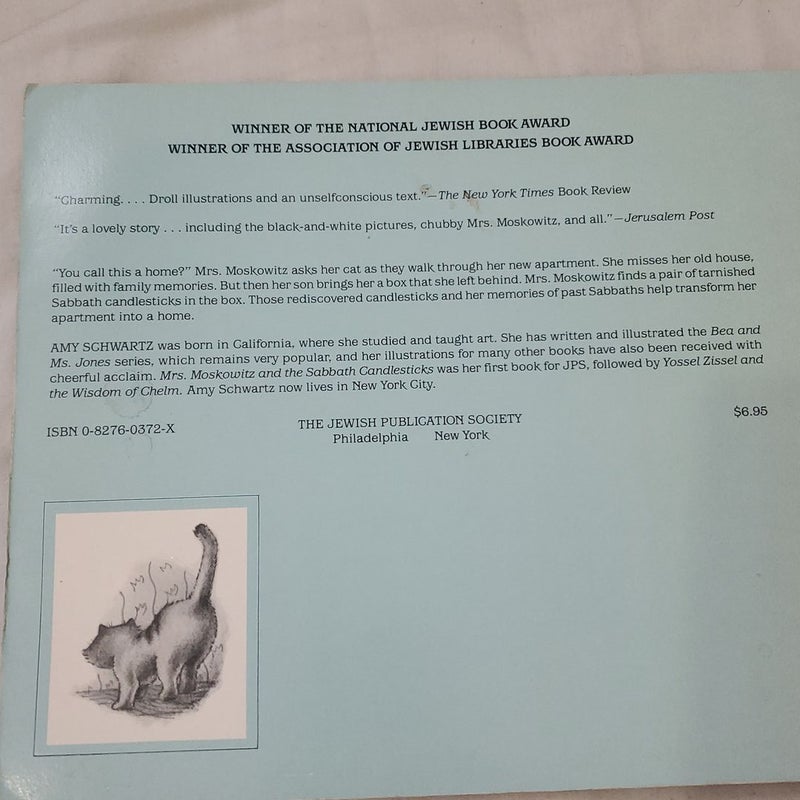 WINNER OF THE NATIONAL JEWISH BOOK AWARD
WINNER OF THE ASSOCIATION OF JEWISH LIBRARIES BOOK AWARD
"Charming. . . . Droll illustrations and an unselfconscious text."—The New York Times Book Review
"It's a lovely story . . . including the black-and-white pictures, chubby Mrs. Moskowitz, and all."—Jerusalem Post
"You call this a home?" Mrs. Moskowitz asks her cat as they walk through her new apartment. She misses her old house,
filled with family memories. But then her son brings her a box that she left behind. Mrs. Moskowitz finds a pair of tarnished
Sabbath candlesticks in the box. Those rediscovered candlesticks and her memories of past Sabbaths help transform her
apartment into a home.
AMY SCHWARTZ was born in California, where she studied and taught art. She has written and illustrated the Bea and
Ms. Jones series, which remains very popular, and her illustrations for many other books have also been received with
cheerful acclaim. Mrs. Moskowitz and the Sabbath Candlesticks was her first book for JPS, followed by Yossel Zissel and
the Wisdom of Chelm. Amy Schwartz now lives in New York City.
ISBN 0-8276-0372-X
THE JEWISH PUBLICATION SOCIETY
Philadelphia New York
$6.95